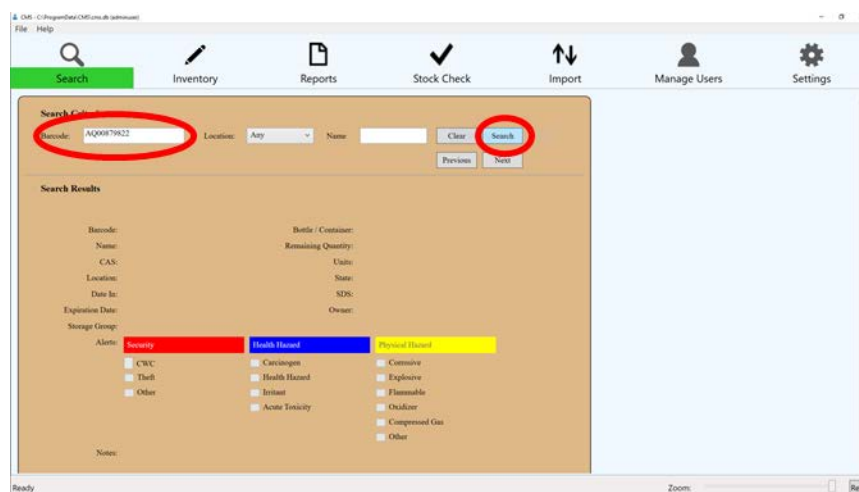 CMS - C:\ProgramData\CMS\cms.db (adminuser)
File Help
Search Inventory Reports Stock Check Import Manage Users Settings
Search
Barcode: AQ00879822 Location: Any Name Clear Search
Previous Next
Search Results
Barcode: Bottle / Container:
Name: Remaining Quantity:
CAS: Units:
Location: State:
Date In: SDS:
Expiration Date: Owner:
Storage Group:
Alerts: Security Health Hazard Physical Hazard
CWC Carcinogen Corrosive
Theft Health Hazard Explosive
Other Irritant Flammable
Acute Toxicity Oxidizer
Compressed Gas
Other
Notes:
Ready Zoom: